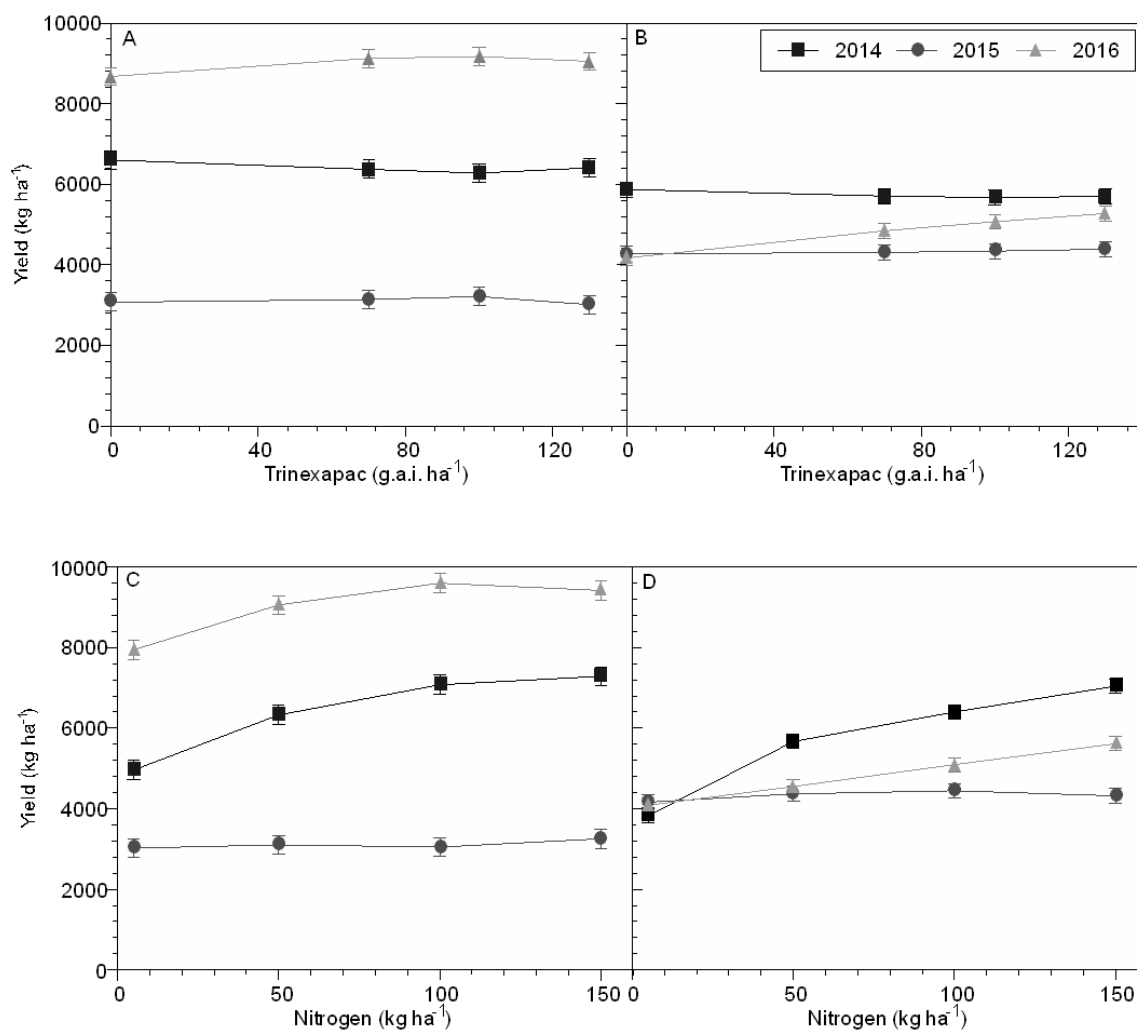 A
B
2014 2015 2016
10000
8000
6000
4000
2000
0
Yield (kg ha-1)
0 40 80 120
Trinexapac (g.a.i. ha-1)
0 40 80 120
Trinexapac (g.a.i. ha-1)
C
D
10000
8000
6000
4000
2000
0
Yield (kg ha-1)
0 50 100 150
Nitrogen (kg ha-1)
0 50 100 150
Nitrogen (kg ha-1)